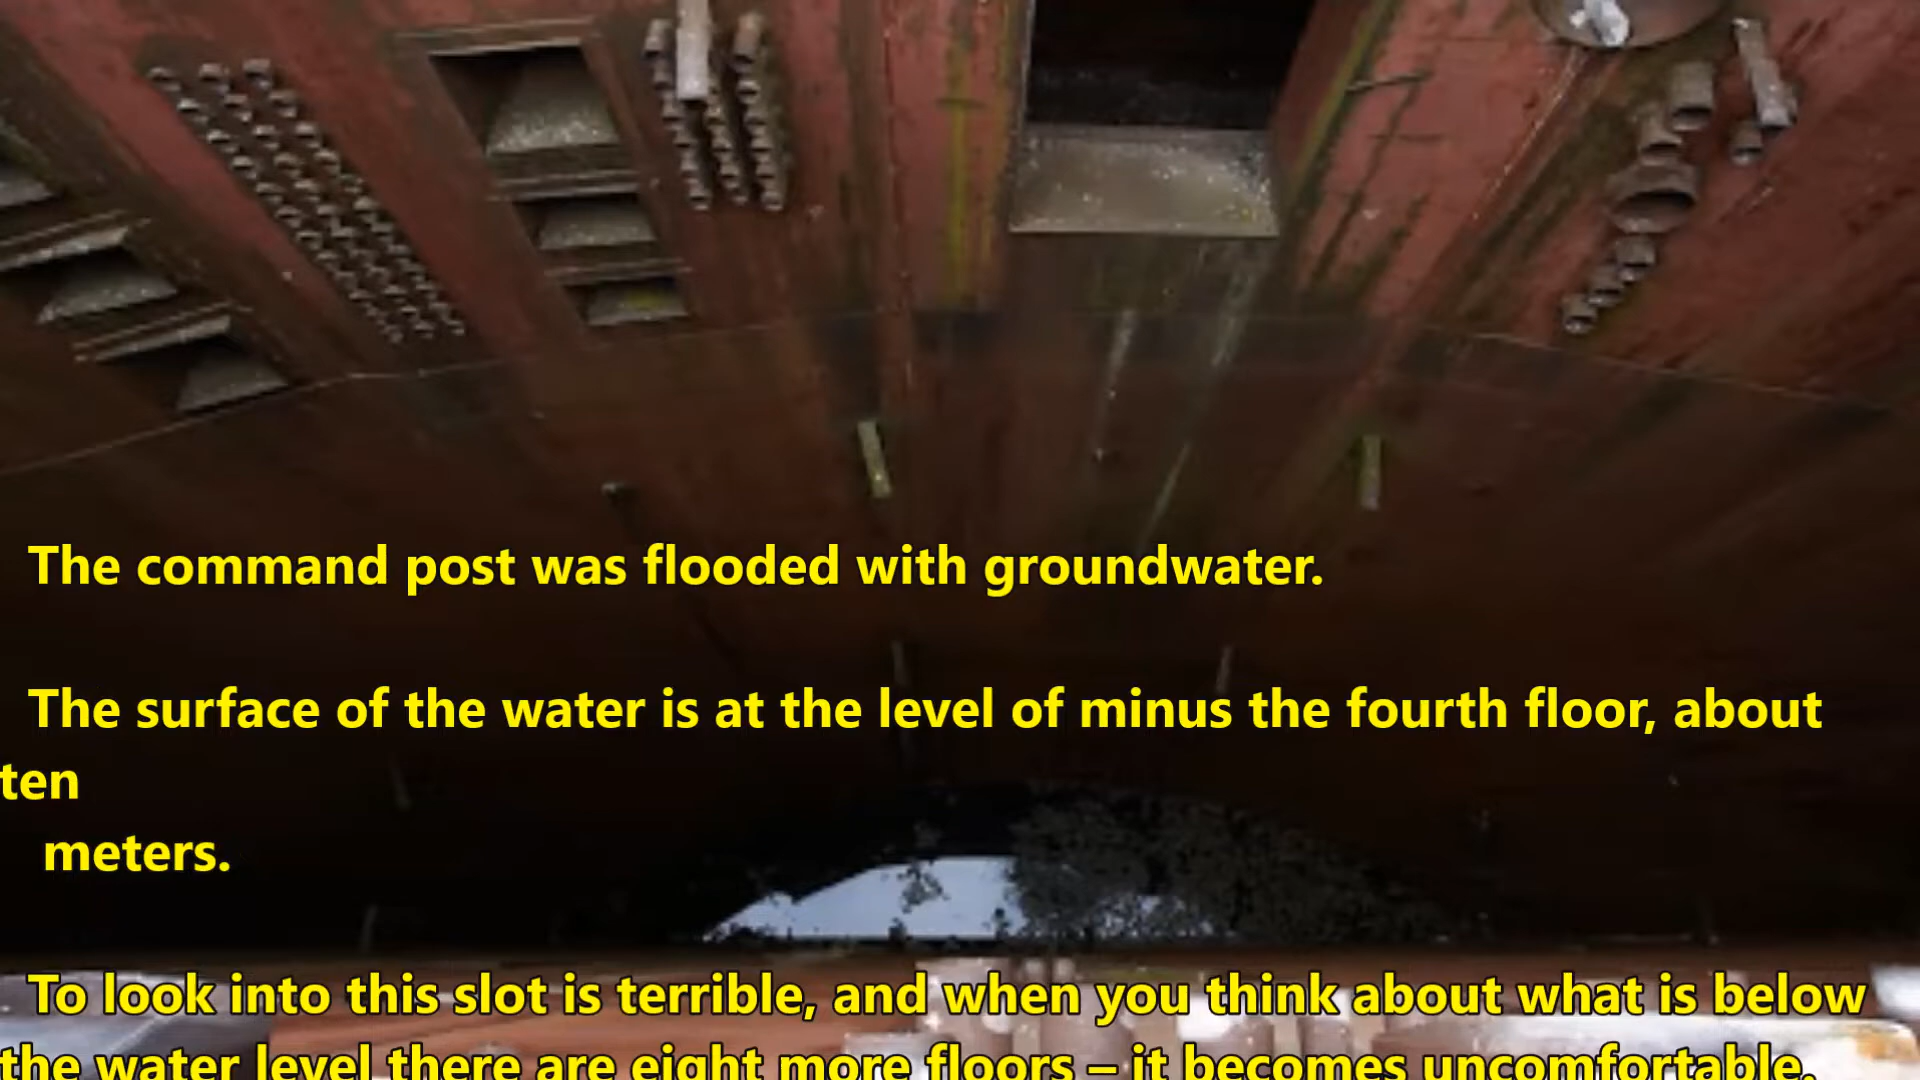 The command post was flooded with groundwater.
The surface of the water is at the level of minus the fourth floor, about
ten
meters.
To look into this slot is terrible, and when you think about what is below
the water level there are eight more floors – it becomes uncomfortable.